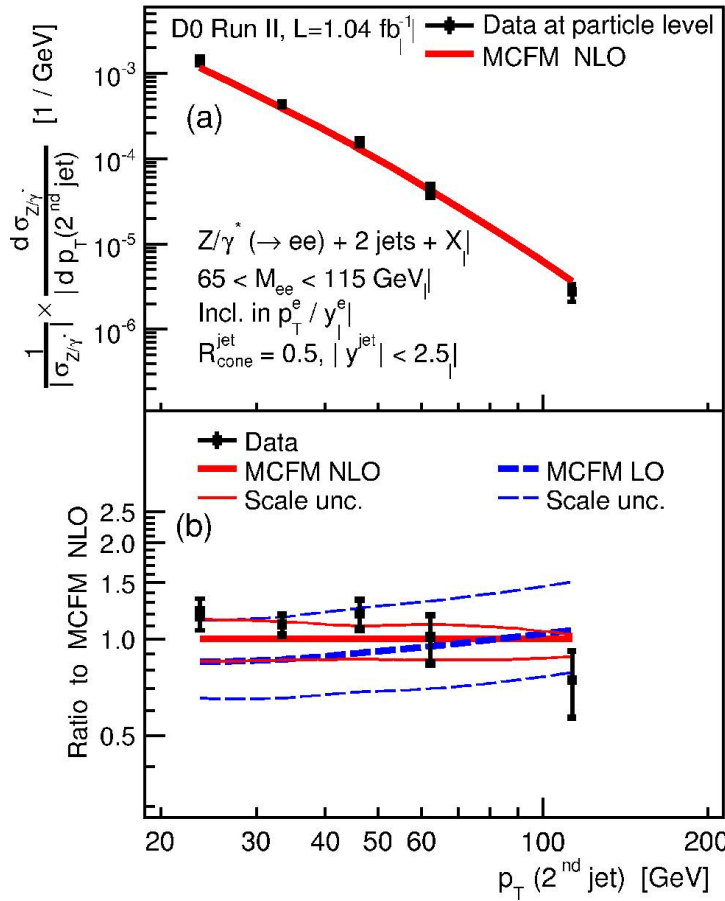 D0 Run II, L=1.04 fb⁻¹
Data at particle level
MCFM NLO
(a)
10⁻³
10⁻⁴
10⁻⁵
10⁻⁶
1/|σ_Z/γ*| × dσ_Z/γ*/|d p_T(2ⁿᵈ jet) [1 / GeV]
Z/γ* (→ ee) + 2 jets + X
65 < M_ee < 115 GeV
Incl. in p_T^e / y^e
R_cone^jet = 0.5, | y^jet | < 2.5
Data
MCFM NLO
MCFM LO
Scale unc.
Scale unc.
(b)
Ratio to MCFM NLO
2.5
2.0
1.5
1.0
0.5
20 30 40 50 60 100 200
p_T (2ⁿᵈ jet) [GeV]